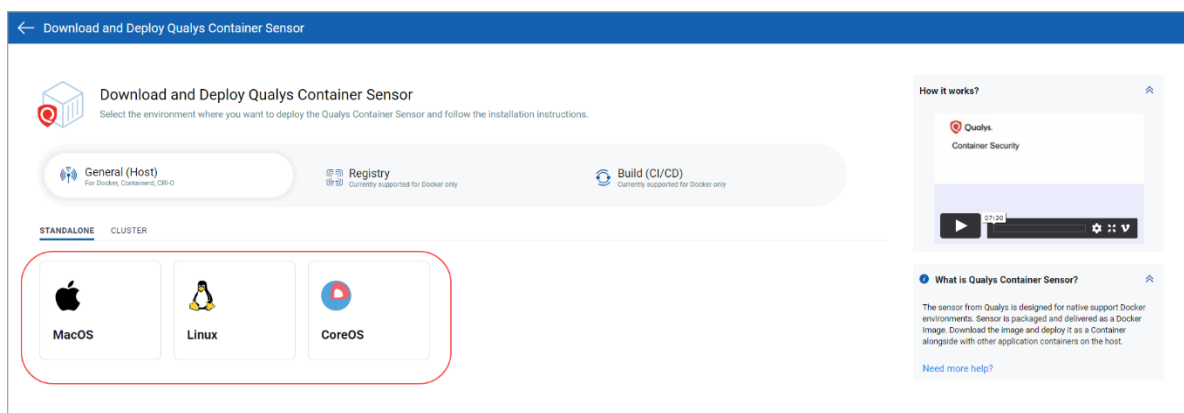 Download and Deploy Qualys Container Sensor
Download and Deploy Qualys Container Sensor
Select the environment where you want to deploy the Qualys Container Sensor and follow the installation instructions.
General (Host)
For Docker, Containerd, CRI-O
Registry
Currently supported for Docker only
Build (CI/CD)
Currently supported for Docker only
STANDALONE CLUSTER
MacOS
Linux
CoreOS
How it works?
Qualys.
Container Security
07:20
What is Qualys Container Sensor?
The sensor from Qualys is designed for native support Docker
environments. Sensor is packaged and delivered as a Docker
Image. Download the image and deploy it as a Container
alongside with other application containers on the host.
Need more help?